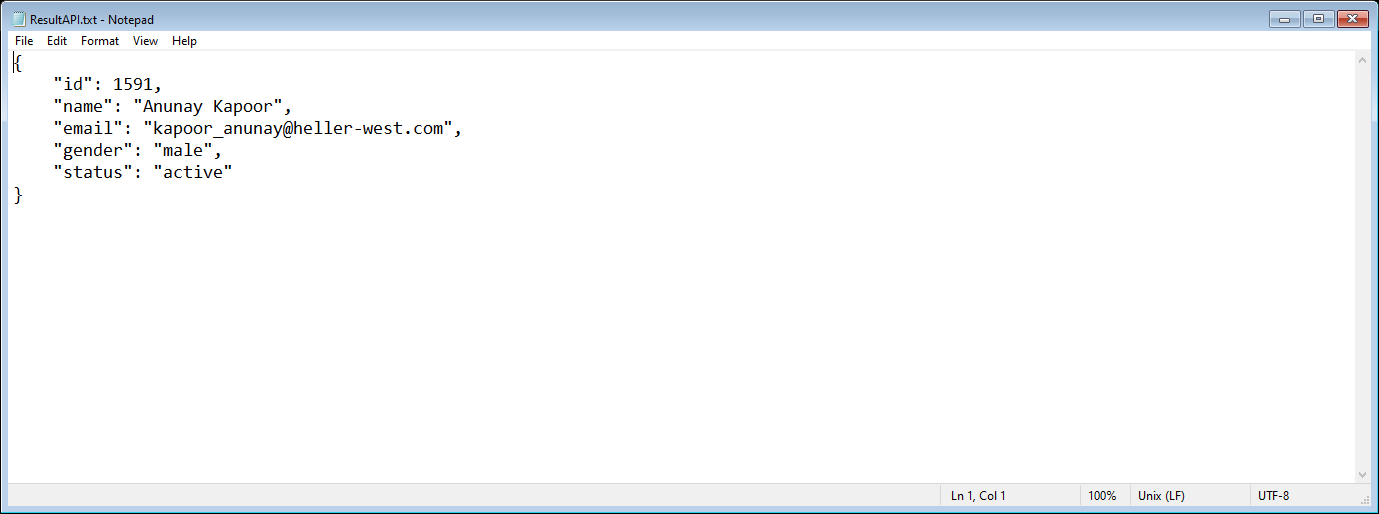 ResultAPI.txt - Notepad
File Edit Format View Help
{
    "id": 1591,
    "name": "Anunay Kapoor",
    "email": "kapoor_anunay@heller-west.com",
    "gender": "male",
    "status": "active"
}
Ln 1, Col 1 100% Unix (LF) UTF-8